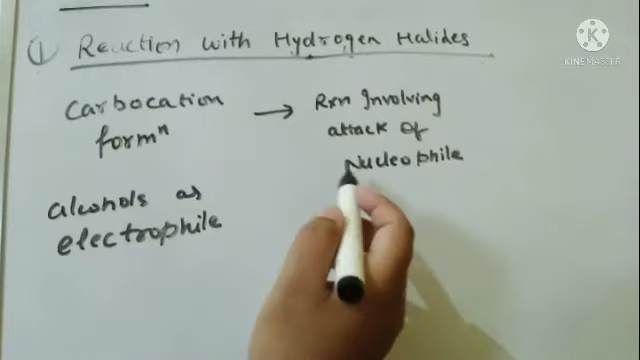 ① Reaction with Hydrogen Halides
Carbocation
formⁿ
→ Rxn Involving
attack of
Nucleophile
alcohols as
electrophile
K
KINEMASTER